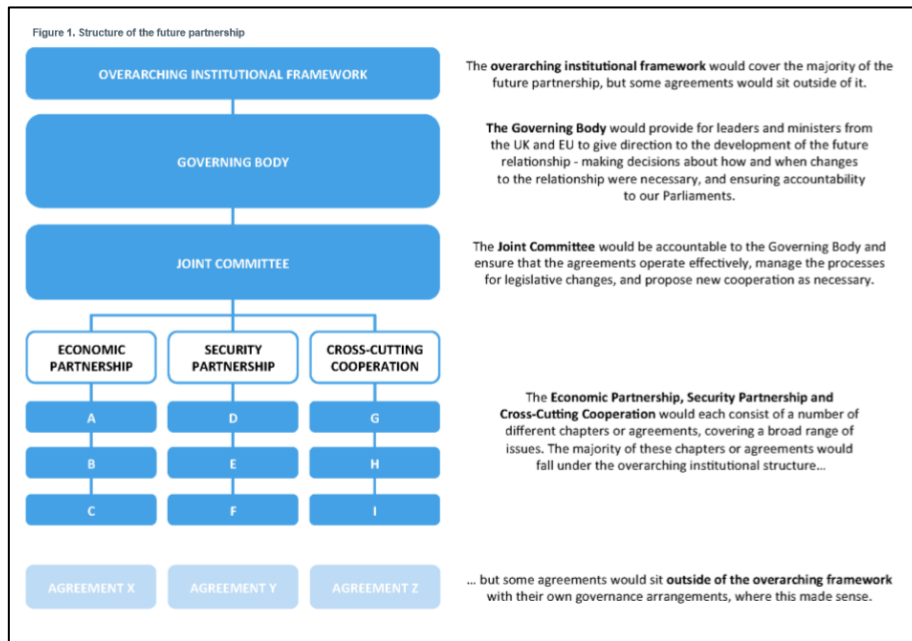 Figure 1. Structure of the future partnership
OVERARCHING INSTITUTIONAL FRAMEWORK
The overarching institutional framework would cover the majority of the
future partnership, but some agreements would sit outside of it.
GOVERNING BODY
The Governing Body would provide for leaders and ministers from
the UK and EU to give direction to the development of the future
relationship - making decisions about how and when changes
to the relationship were necessary, and ensuring accountability
to our Parliaments.
JOINT COMMITTEE
The Joint Committee would be accountable to the Governing Body and
ensure that the agreements operate effectively, manage the processes
for legislative changes, and propose new cooperation as necessary.
ECONOMIC
PARTNERSHIP
SECURITY
PARTNERSHIP
CROSS-CUTTING
COOPERATION
A
D
G
B
E
H
C
F
I
The Economic Partnership, Security Partnership and
Cross-Cutting Cooperation would each consist of a number of
different chapters or agreements, covering a broad range of
issues. The majority of these chapters or agreements would
fall under the overarching institutional structure...
AGREEMENT X
AGREEMENT Y
AGREEMENT Z
... but some agreements would sit outside of the overarching framework
with their own governance arrangements, where this made sense.